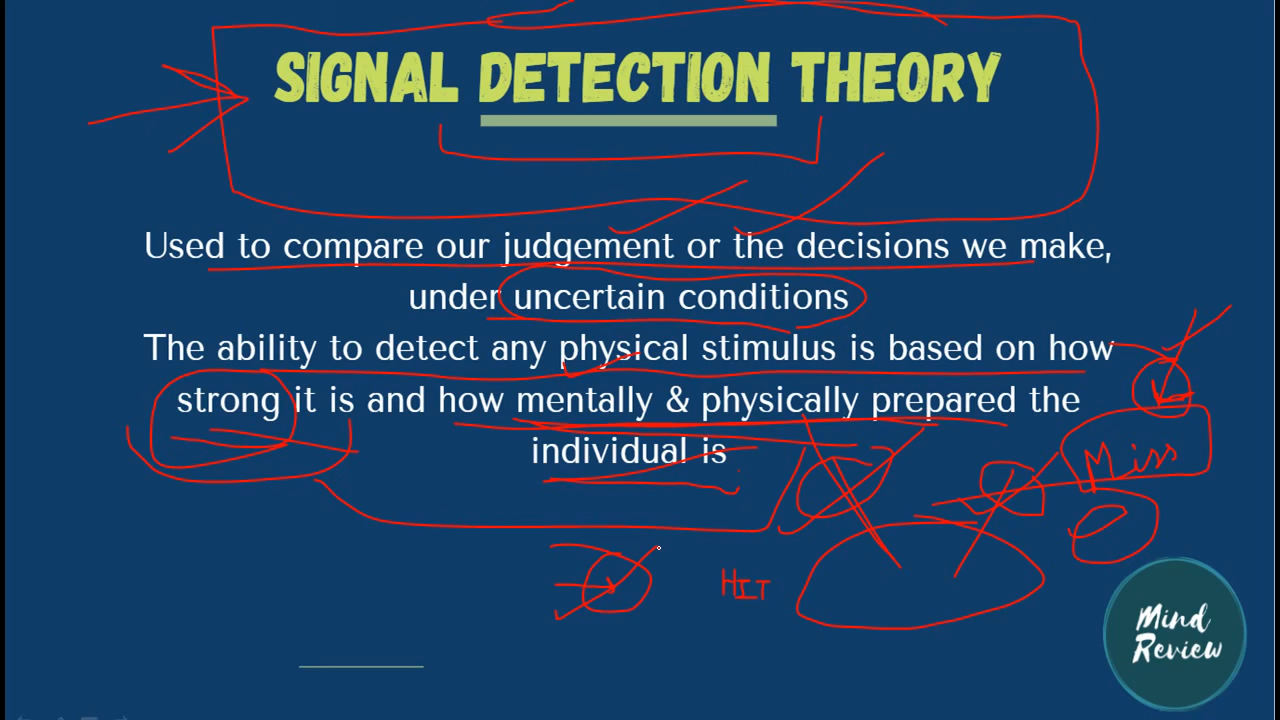 SIGNAL DETECTION THEORY
Used to compare our judgement or the decisions we make,
under uncertain conditions
The ability to detect any physical stimulus is based on how
strong it is and how mentally & physically prepared the
individual is
Miss
HIT
Mind
Review